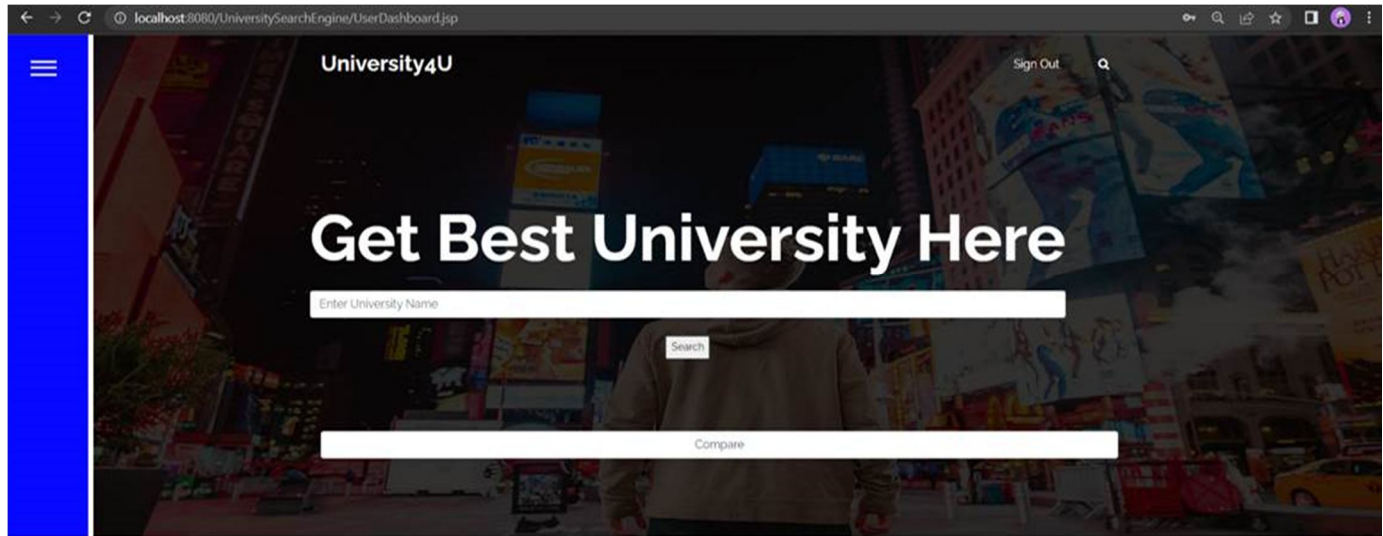 localhost:8080/UniversitySearchEngine/UserDashboard.jsp
University4U
Sign Out
Get Best University Here
Enter University Name
Search
Compare